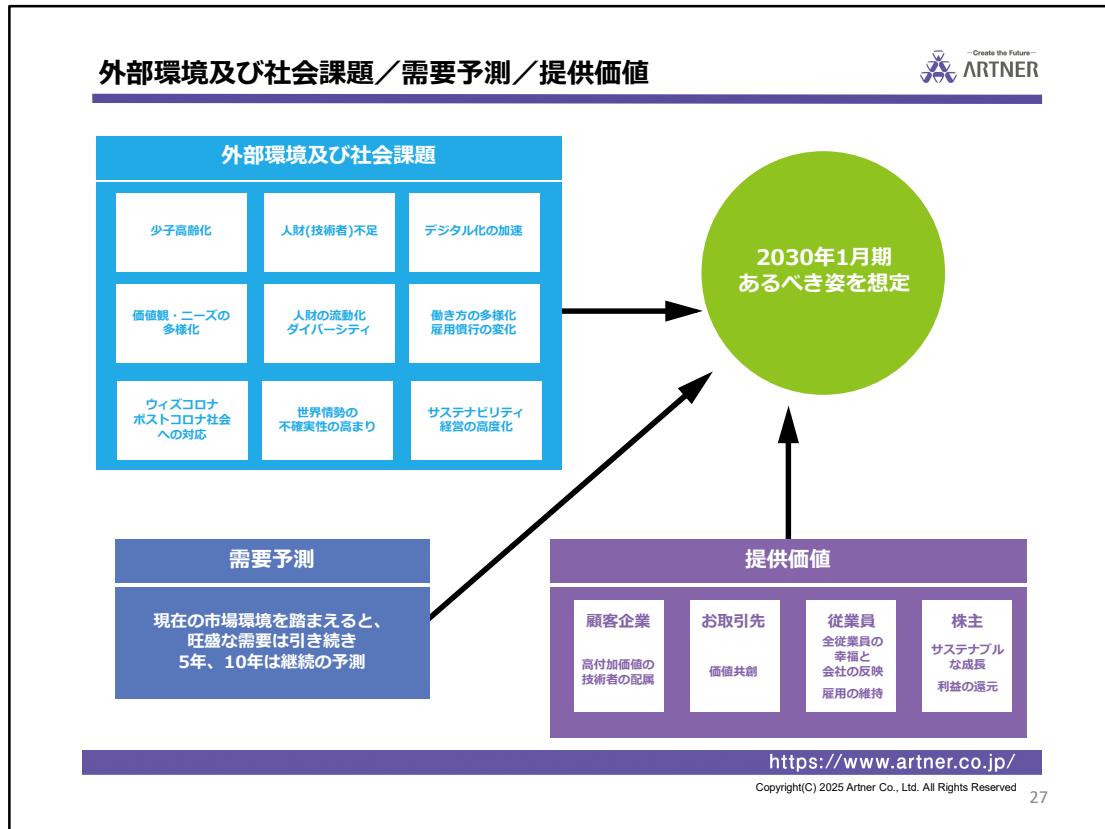 外部環境及び社会課題／需要予測／提供価値
−Create the Future−
ARTNER
外部環境及び社会課題
少子高齢化
人財(技術者)不足
デジタル化の加速
価値観・ニーズの
多様化
人財の流動化
ダイバーシティ
働き方の多様化
雇用慣行の変化
ウィズコロナ
ポストコロナ社会
への対応
世界情勢の
不確実性の高まり
サステナビリティ
経営の高度化
2030年1月期
あるべき姿を想定
需要予測
現在の市場環境を踏まえると、
旺盛な需要は引き続き
5年、10年は継続の予測
提供価値
顧客企業
高付加価値の
技術者の配属
お取引先
価値共創
従業員
全従業員の
幸福と
会社の反映
雇用の維持
株主
サステナブル
な成長
利益の還元
https://www.artner.co.jp/
Copyright(C) 2025 Artner Co., Ltd. All Rights Reserved
27